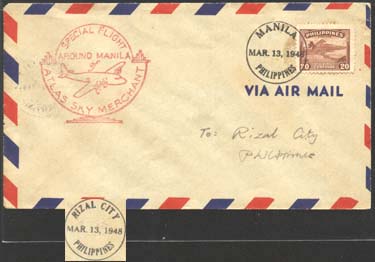 SPECIAL FLIGHT
AROUND MANILA
ATLAS SKY MERCHANT
MANILA
MAR. 13, 1948
PHILIPPINES
PHILIPPINES
20
VIA AIR MAIL
To: Rizal City
Philippines
RIZAL CITY
MAR. 13, 1948
PHILIPPINES